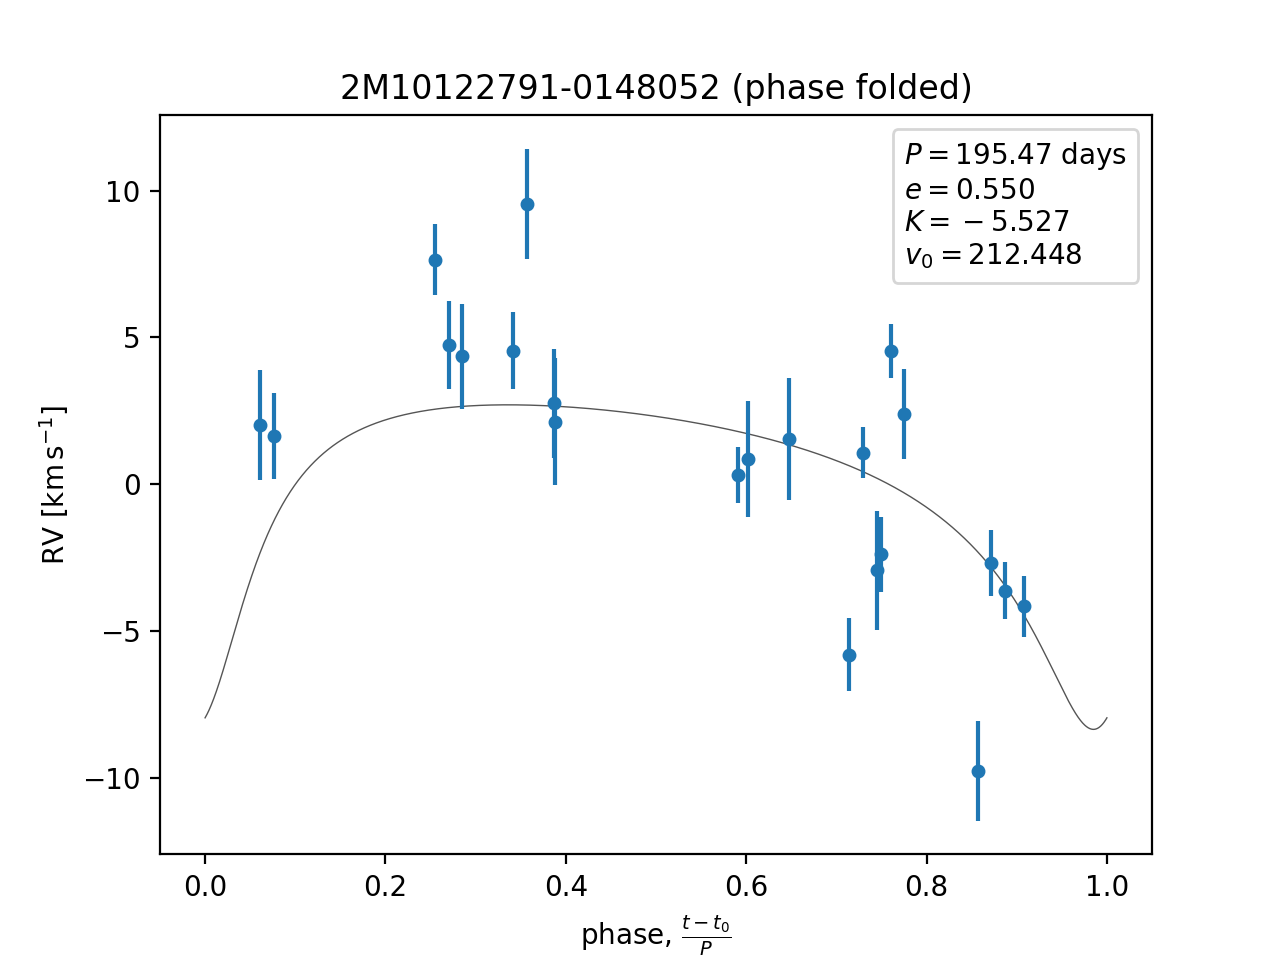 2M10122791-0148052 (phase folded)
P = 195.47 days
e = 0.550
K = −5.527
v₀ = 212.448
RV [km s⁻¹]
10
5
0
−5
−10
0.0 0.2 0.4 0.6 0.8 1.0
phase, (t − t₀)/P